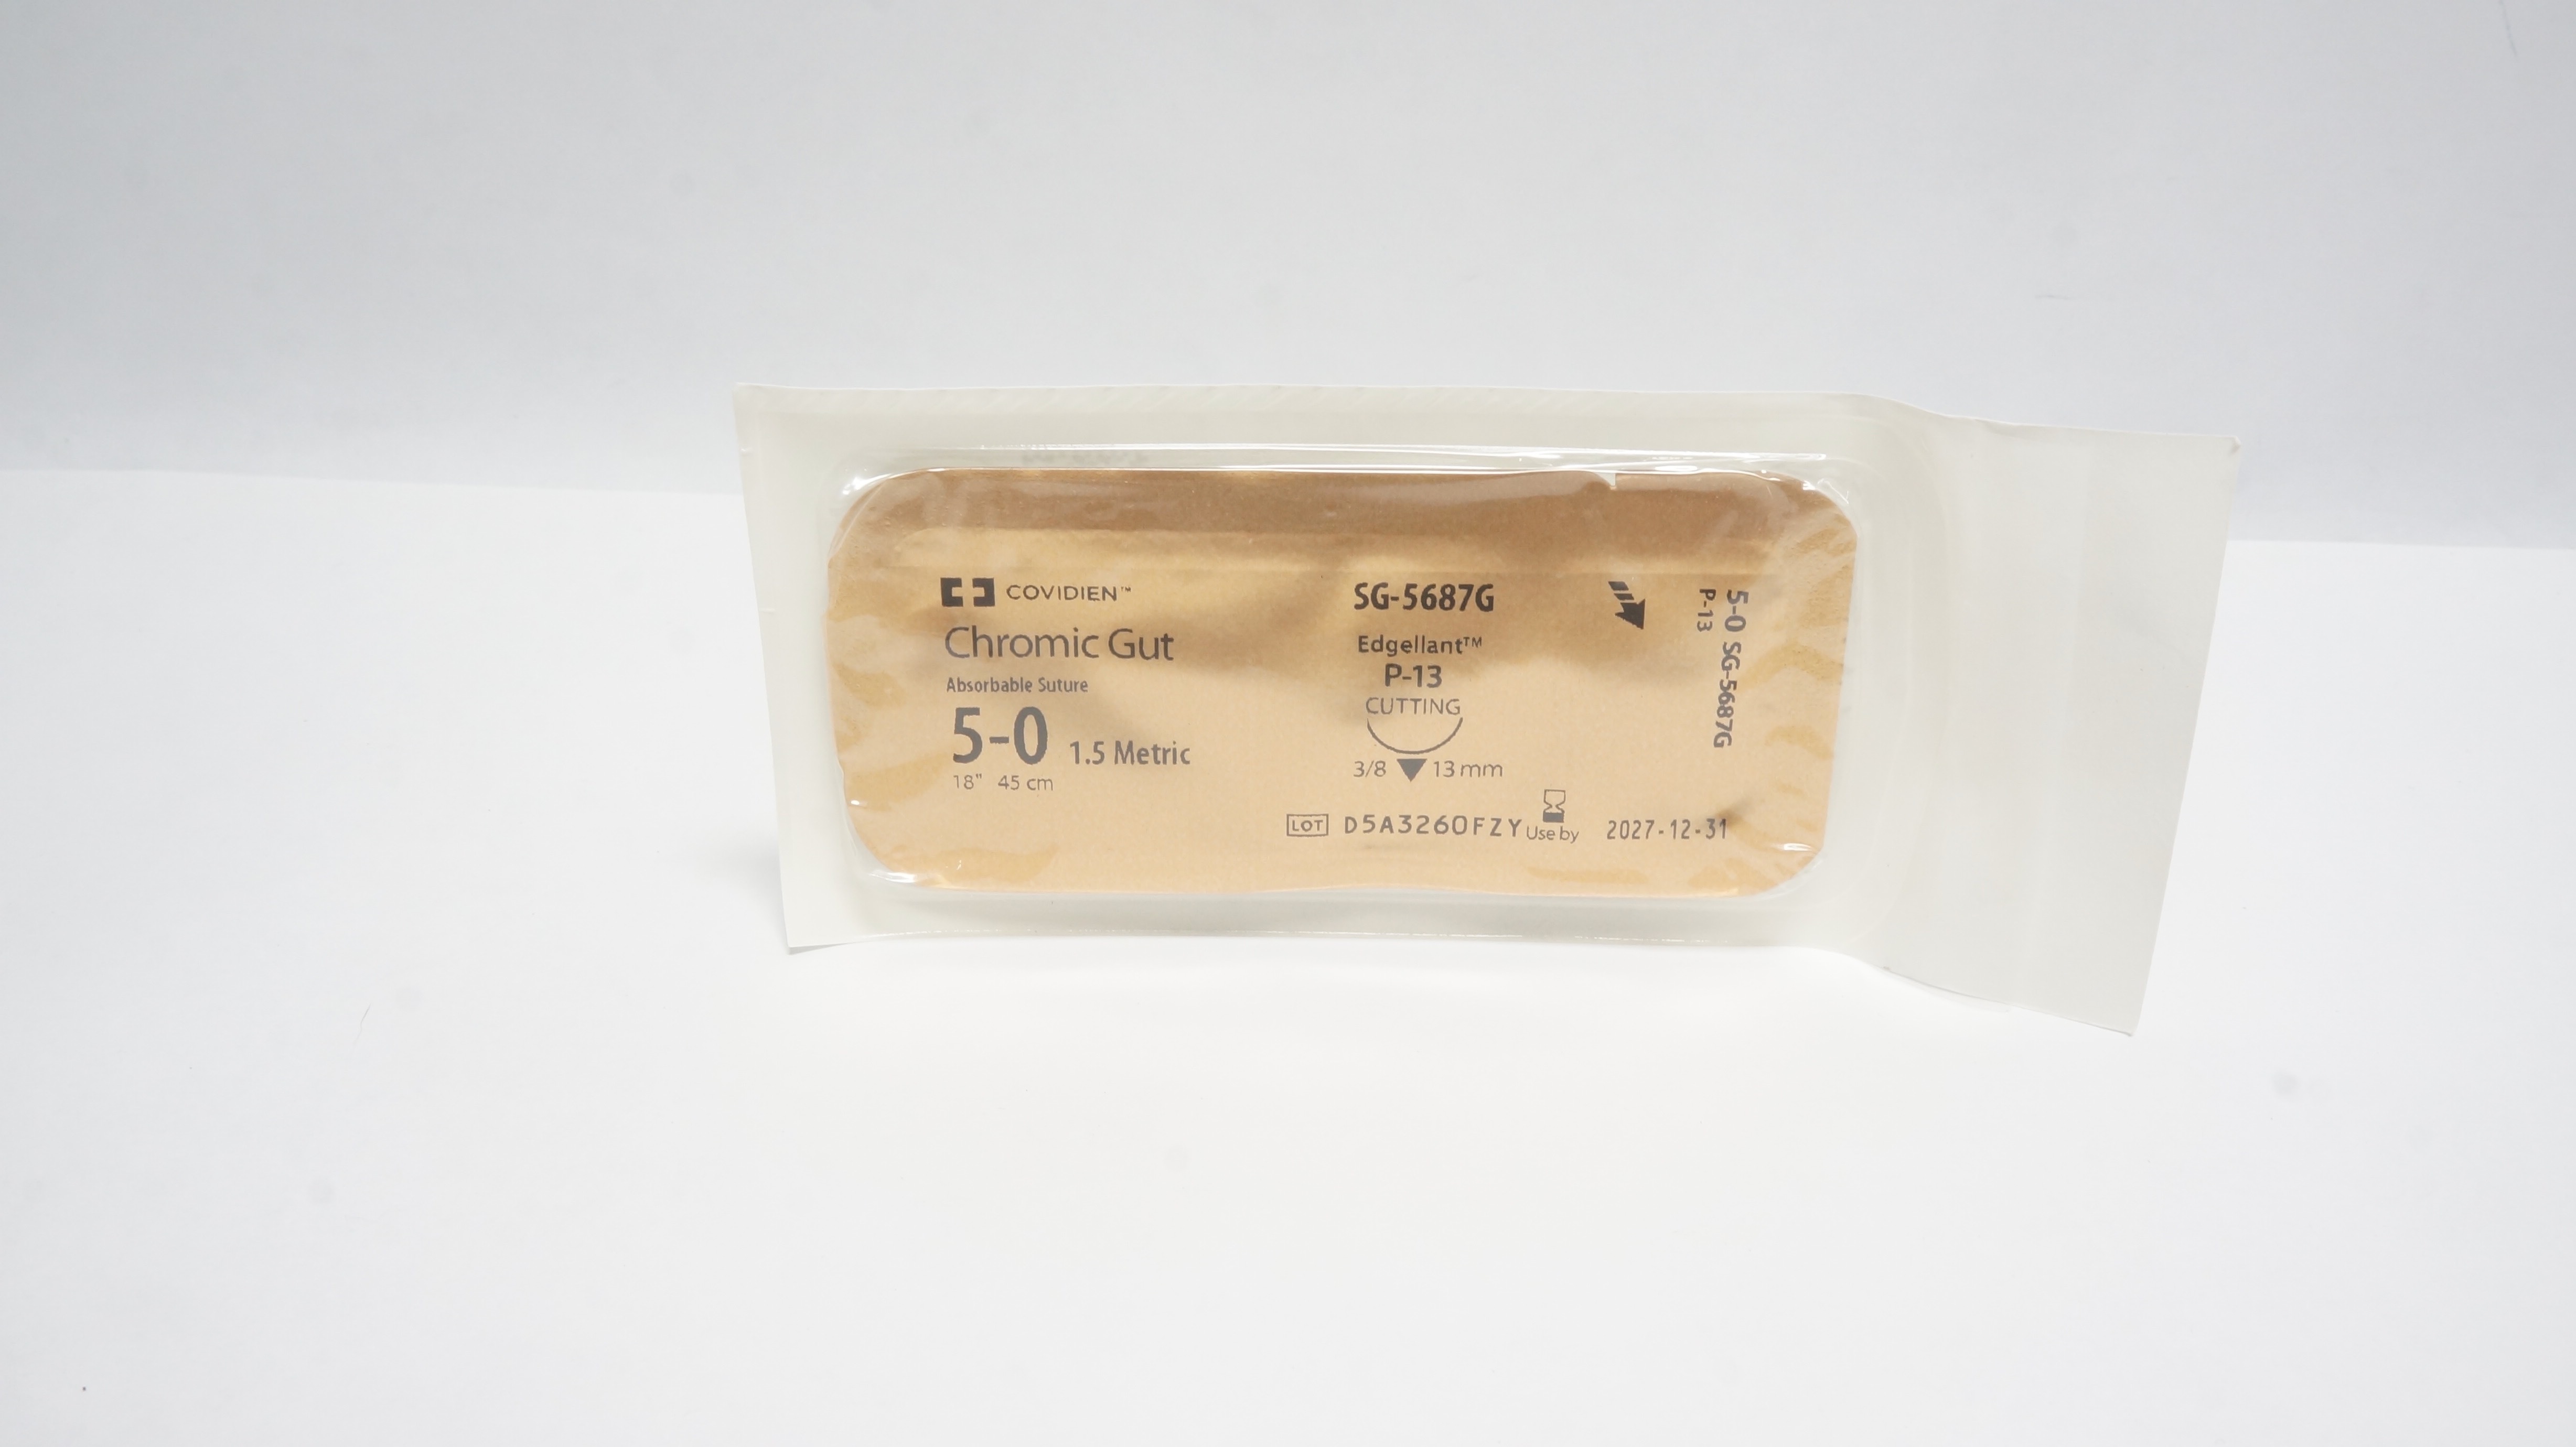 COVIDIEN™
Chromic Gut
Absorbable Suture
5-0 1.5 Metric
18" 45 cm
SG-5687G
Edgellant™
P-13
CUTTING
3/8 13 mm
LOT D5A3260FZY Use by 2027-12-31
5-0 SG-5687G
P-13